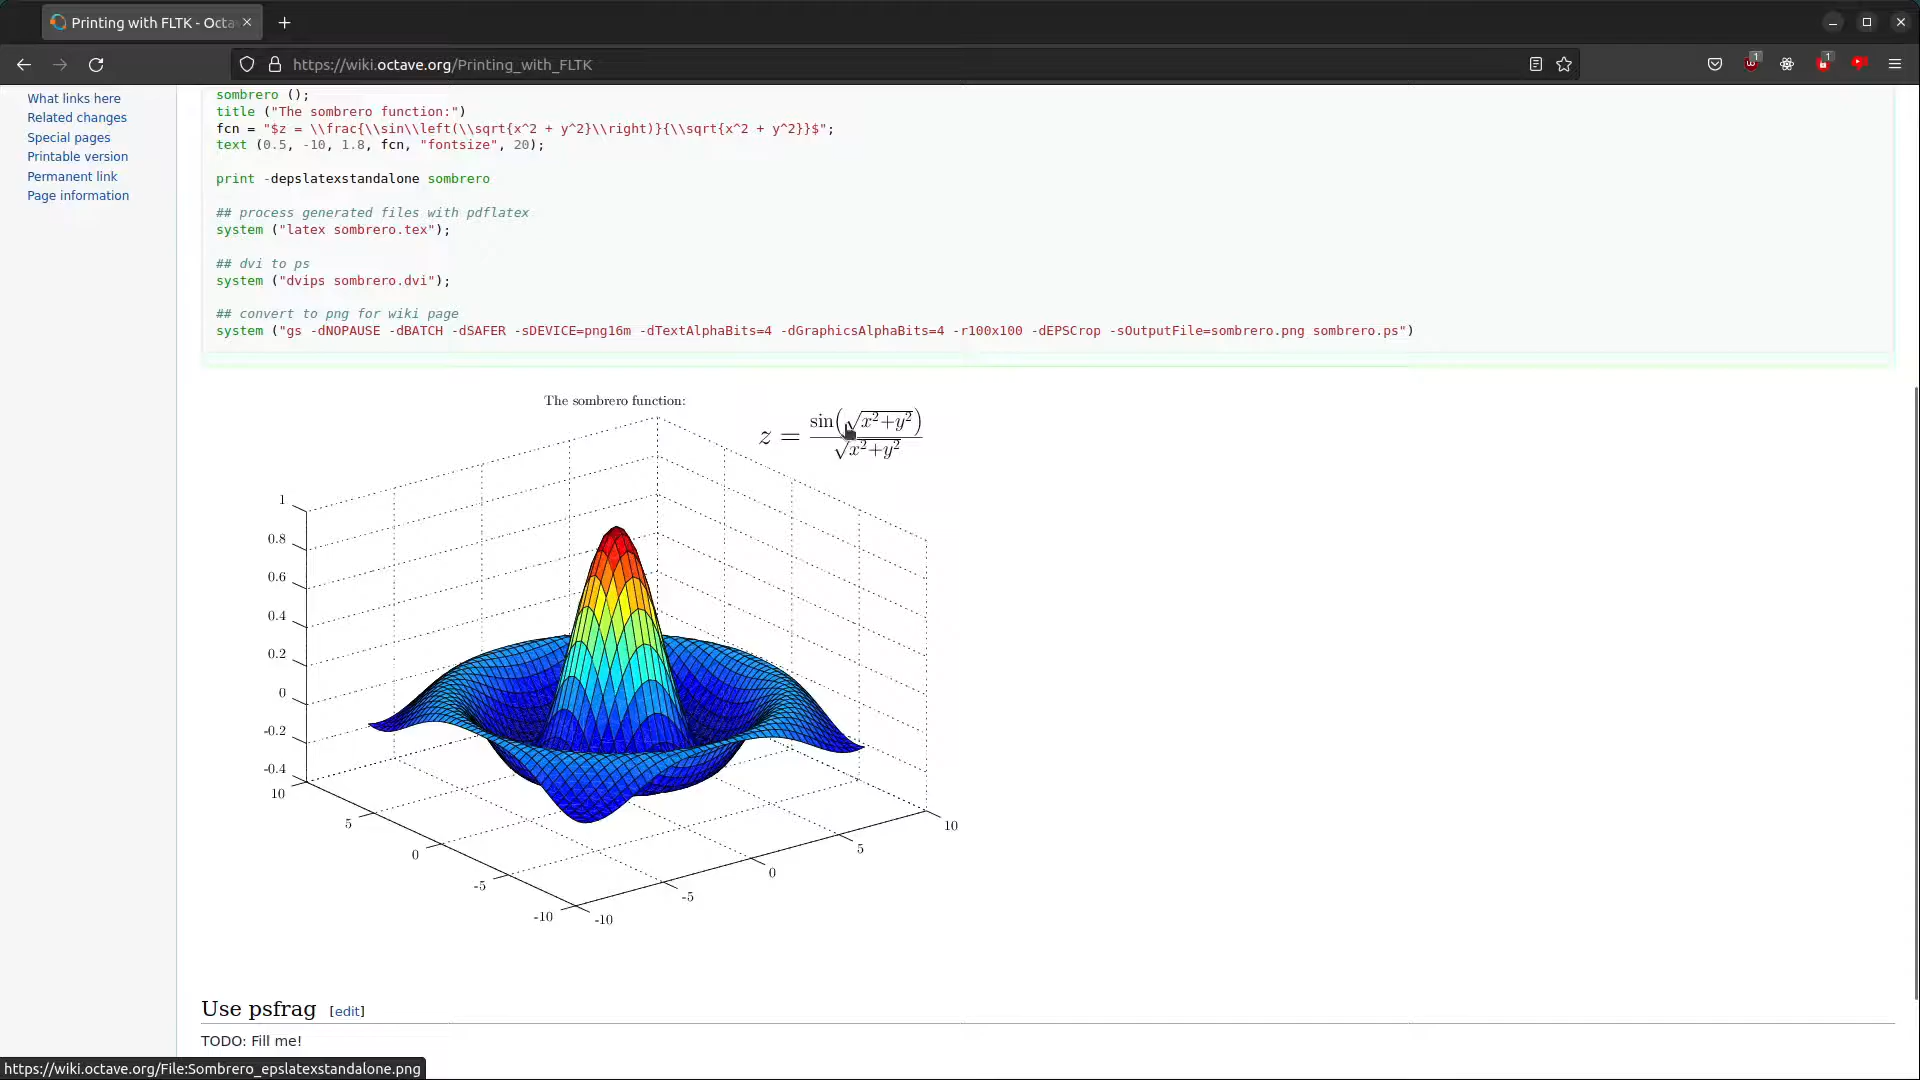 Printing with FLTK - Octa
https://wiki.octave.org/Printing_with_FLTK
1
1
What links here
Related changes
Special pages
Printable version
Permanent link
Page information
sombrero ();
title ("The sombrero function:")
fcn = "$z = \\frac{\\sin\\left(\\sqrt{x^2 + y^2}\\right)}{\\sqrt{x^2 + y^2}}$";
text (0.5, -10, 1.8, fcn, "fontsize", 20);
print -depslatexstandalone sombrero
## process generated files with pdflatex
system ("latex sombrero.tex");
## dvi to ps
system ("dvips sombrero.dvi");
## convert to png for wiki page
system ("gs -dNOPAUSE -dBATCH -dSAFER -sDEVICE=png16m -dTextAlphaBits=4 -dGraphicsAlphaBits=4 -r100x100 -dEPSCrop -sOutputFile=sombrero.png sombrero.ps")
The sombrero function:
z = sin(√x²+y²) / √x²+y²
1
0.8
0.6
0.4
0.2
0
-0.2
-0.4
10
5
0
-5
-10
-10
-5
0
5
10
Use psfrag [edit]
TODO: Fill me!
https://wiki.octave.org/File:Sombrero_epslatexstandalone.png